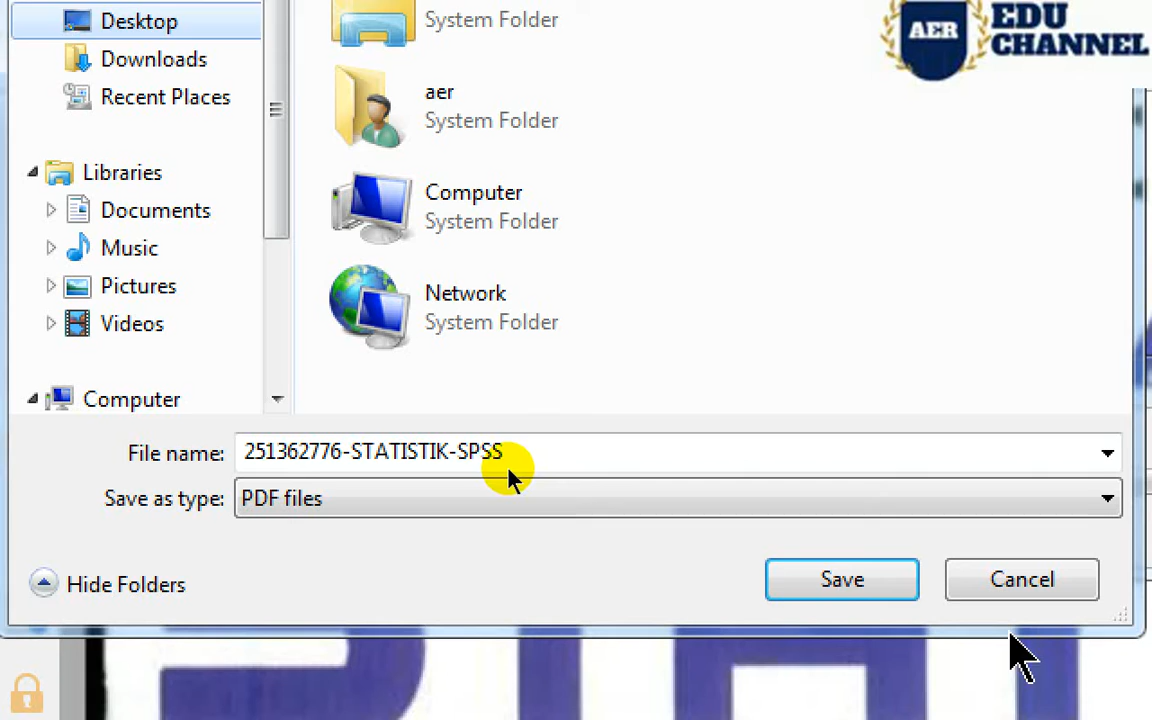 Desktop
Downloads
Recent Places
Libraries
Documents
Music
Pictures
Videos
Computer
System Folder
aer
System Folder
Computer
System Folder
Network
System Folder
AER
EDU
CHANNEL
File name: 251362776-STATISTIK-SPSS
Save as type: PDF files
Hide Folders
Save
Cancel